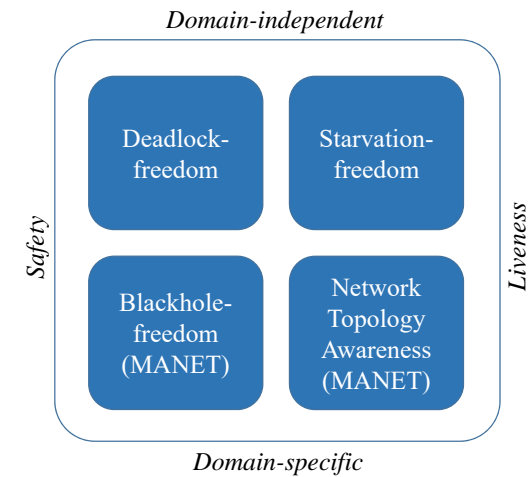 Domain-independent
Deadlock-
freedom
Starvation-
freedom
Safety
Liveness
Blackhole-
freedom
(MANET)
Network
Topology
Awareness
(MANET)
Domain-specific